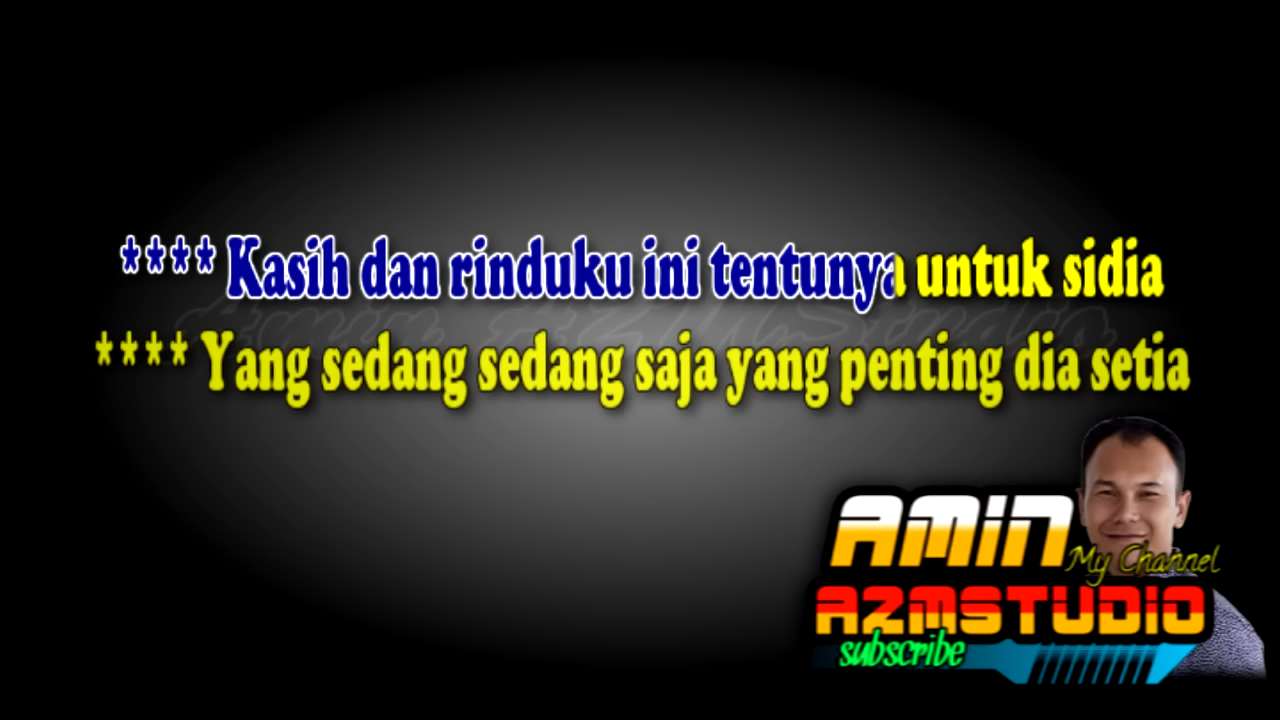 **** Kasih dan rinduku ini tentunya untuk sidia
**** Yang sedang sedang saja yang penting dia setia
AMIN
My Channel
AZMSTUDIO
subscribe